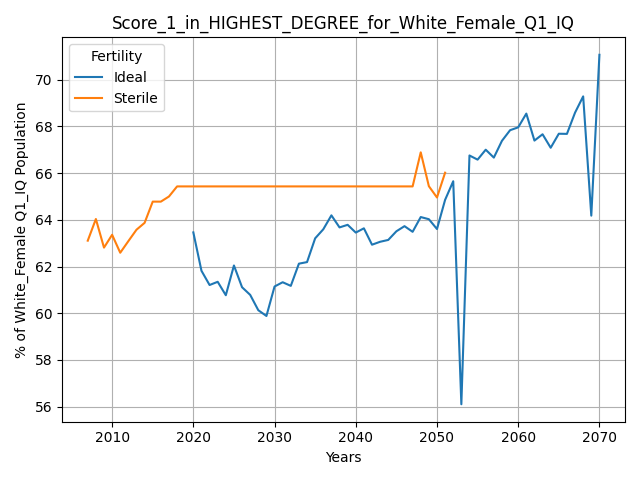 Score_1_in_HIGHEST_DEGREE_for_White_Female_Q1_IQ
Fertility
Ideal
Sterile
% of White_Female Q1_IQ Population
70
68
66
64
62
60
58
56
2010
2020
2030
2040
2050
2060
2070
Years